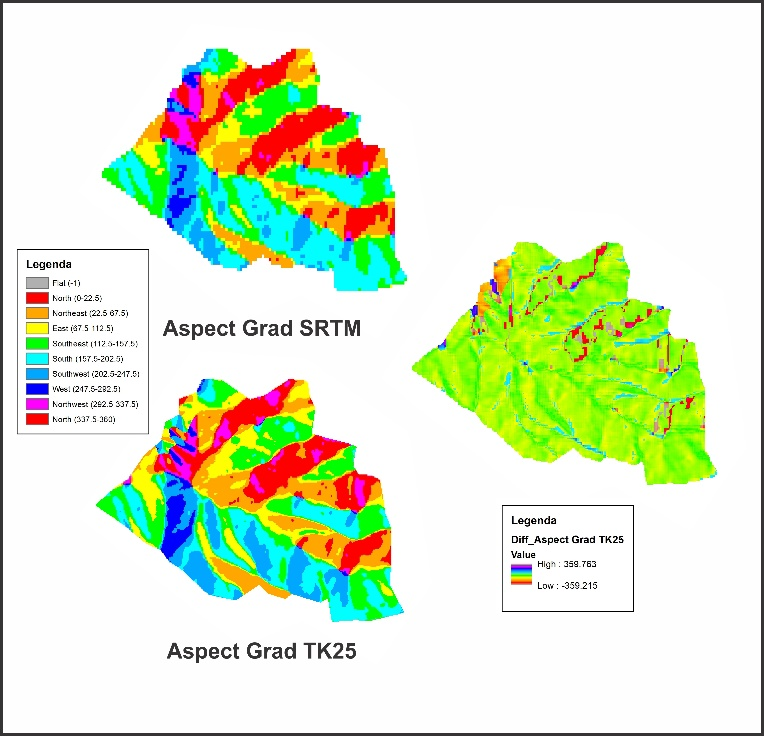 Legenda
Flat (-1)
North (0-22.5)
Northeast (22.5-67.5)
East (67.5-112.5)
Southeast (112.5-157.5)
South (157.5-202.5)
Southwest (202.5-247.5)
West (247.5-292.5)
Northwest (292.5-337.5)
North (337.5-360)
Aspect Grad SRTM
Aspect Grad TK25
Legenda
Diff_Aspect Grad TK25
Value
High : 359.763
Low : -359.215